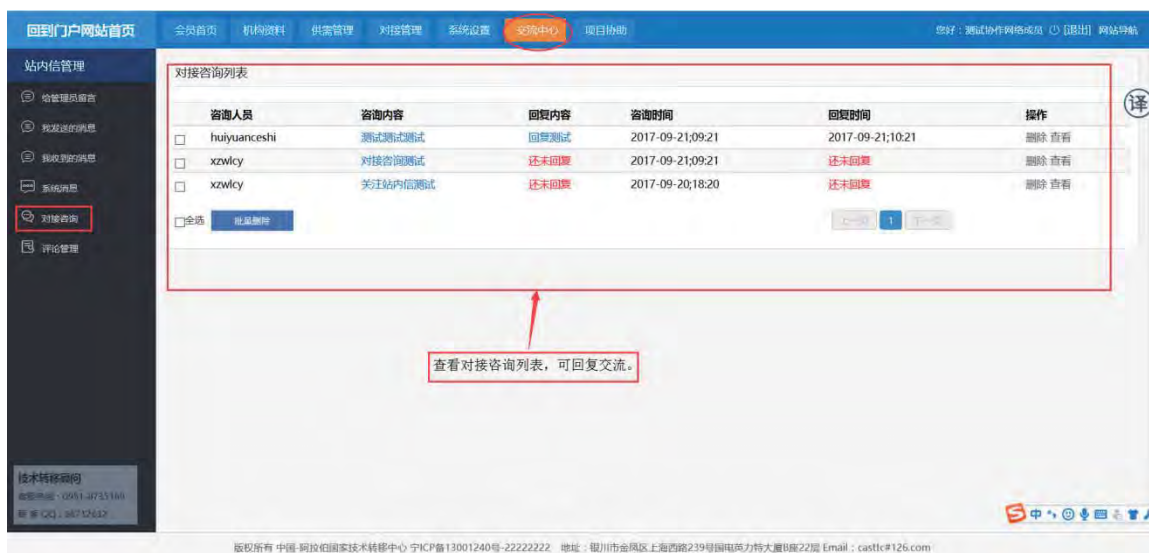 回到门户网站首页 会员首页 机构资料 供需管理 对接管理 系统设置 交流中心 项目协助 您好：测试协作网络成员 [退出] 网站导航
站内信管理
给管理员留言
我发送的消息
我收到的消息
系统消息
对接咨询
评论管理
对接咨询列表
咨询人员 咨询内容 回复内容 咨询时间 回复时间 操作
huiyuanceshi 测试测试测试 回复测试 2017-09-21;09:21 2017-09-21;10:21 删除 查看
xzwlcy 对接咨询测试 还未回复 2017-09-21;09:21 还未回复 删除 查看
xzwlcy 关注站内信测试 还未回复 2017-09-20;18:20 还未回复 删除 查看
全选 批量删除 上一页 1 下一页
译
查看对接咨询列表，可回复交流。
技术转移顾问
中
版权所有 中国-阿拉伯国家技术转移中心 宁ICP备13001240号-22222222 地址：银川市金凤区上海西路239号国电英力特大厦B座22层 Email：casttc#126.com